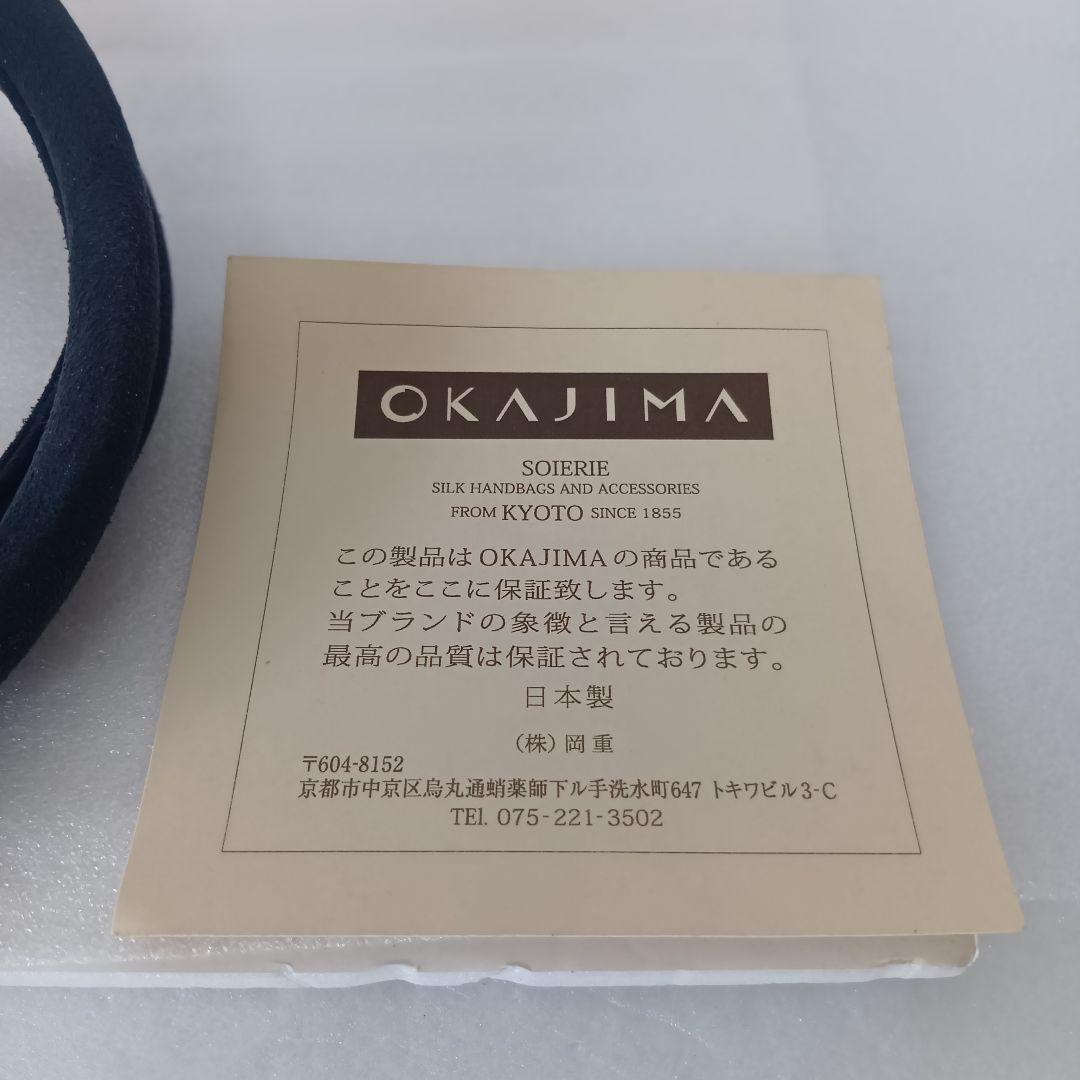 OKAJIMA
SOIERIE
SILK HANDBAGS AND ACCESSORIES
FROM KYOTO SINCE 1855
この製品はOKAJIMAの商品である
ことをここに保証致します。
当ブランドの象徴と言える製品の
最高の品質は保証されております。
日本製
（株）岡重
〒604-8152
京都市中京区烏丸通蛸薬師下ル手洗水町647 トキワビル3-C
TEl. 075-221-3502